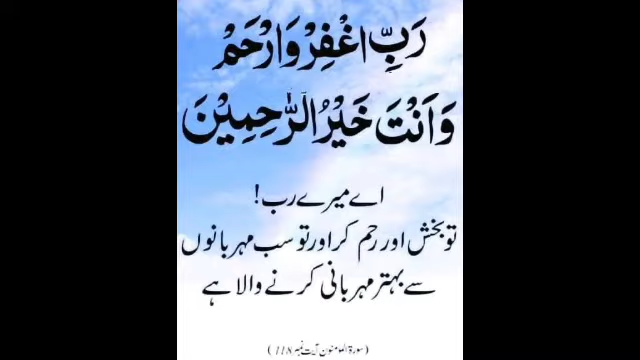 رَبِّ اغْفِرْ وَارْحَمْ
وَاَنْتَ خَيْرُ الرّٰحِمِيْنَ
اے میرے رب!
تو بخش اور رحم کر اور تو سب مہربانوں
سے بہتر مہربانی کرنے والا ہے
(سورۃ المومنون آیت نمبر 118)